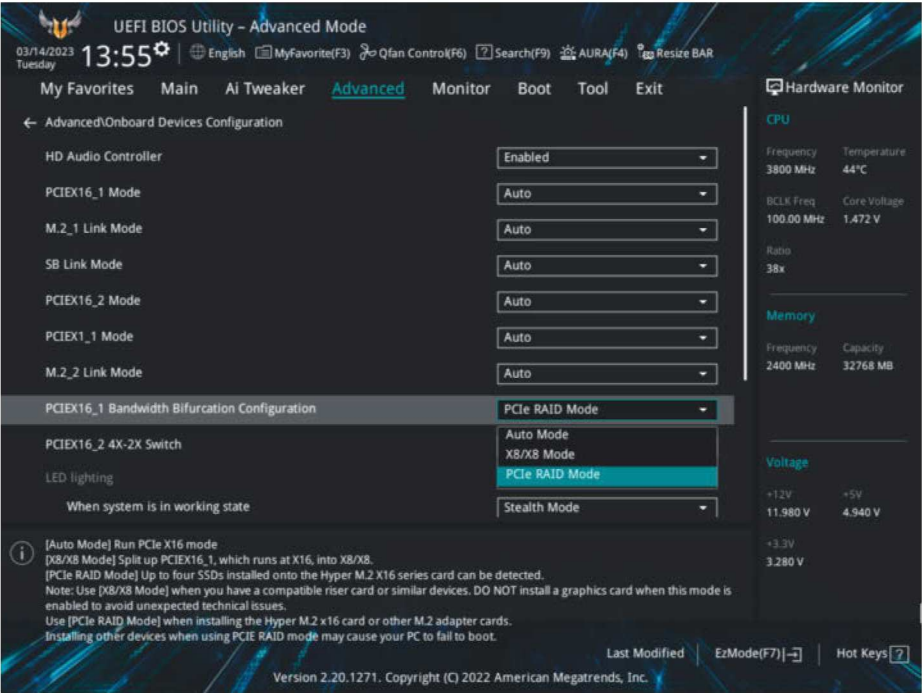 UEFI BIOS Utility – Advanced Mode
03/14/2023
Tuesday
13:55
English
MyFavorite(F3)
Qfan Control(F6)
Search(F9)
AURA(F4)
Resize BAR
My Favorites
Main
Ai Tweaker
Advanced
Monitor
Boot
Tool
Exit
Hardware Monitor
← Advanced\Onboard Devices Configuration
HD Audio Controller Enabled
PCIEX16_1 Mode Auto
M.2_1 Link Mode Auto
SB Link Mode Auto
PCIEX16_2 Mode Auto
PCIEX1_1 Mode Auto
M.2_2 Link Mode Auto
PCIEX16_1 Bandwidth Bifurcation Configuration PCIe RAID Mode
Auto Mode
X8/X8 Mode
PCIe RAID Mode
PCIEX16_2 4X-2X Switch
LED lighting
When system is in working state Stealth Mode
[Auto Mode] Run PCIe X16 mode
[X8/X8 Mode] Split up PCIEX16_1, which runs at X16, into X8/X8.
[PCIe RAID Mode] Up to four SSDs installed onto the Hyper M.2 X16 series card can be detected.
Note: Use [X8/X8 Mode] when you have a compatible riser card or similar devices. DO NOT install a graphics card when this mode is
enabled to avoid unexpected technical issues.
Use [PCIe RAID Mode] when installing the Hyper M.2 x16 card or other M.2 adapter cards.
Installing other devices when using PCIE RAID mode may cause your PC to fail to boot.
CPU
Frequency Temperature
3800 MHz 44°C
BCLK Freq Core Voltage
100.00 MHz 1.472 V
Ratio
38x
Memory
Frequency Capacity
2400 MHz 32768 MB
Voltage
+12V +5V
11.980 V 4.940 V
+3.3V
3.280 V
Last Modified
EzMode(F7)
Hot Keys ?
Version 2.20.1271. Copyright (C) 2022 American Megatrends, Inc.